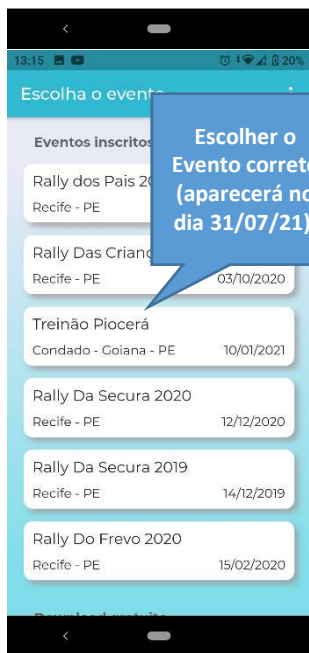 13:15 20%
Escolha o evento
Eventos inscritos
Escolher o
Evento correto
(aparecerá no
dia 31/07/21)
Rally dos Pais 2
Recife - PE
Rally Das Crianc
Recife - PE 03/10/2020
Treinão Piocerá
Condado - Goiana - PE 10/01/2021
Rally Da Secura 2020
Recife - PE 12/12/2020
Rally Da Secura 2019
Recife - PE 14/12/2019
Rally Do Frevo 2020
Recife - PE 15/02/2020